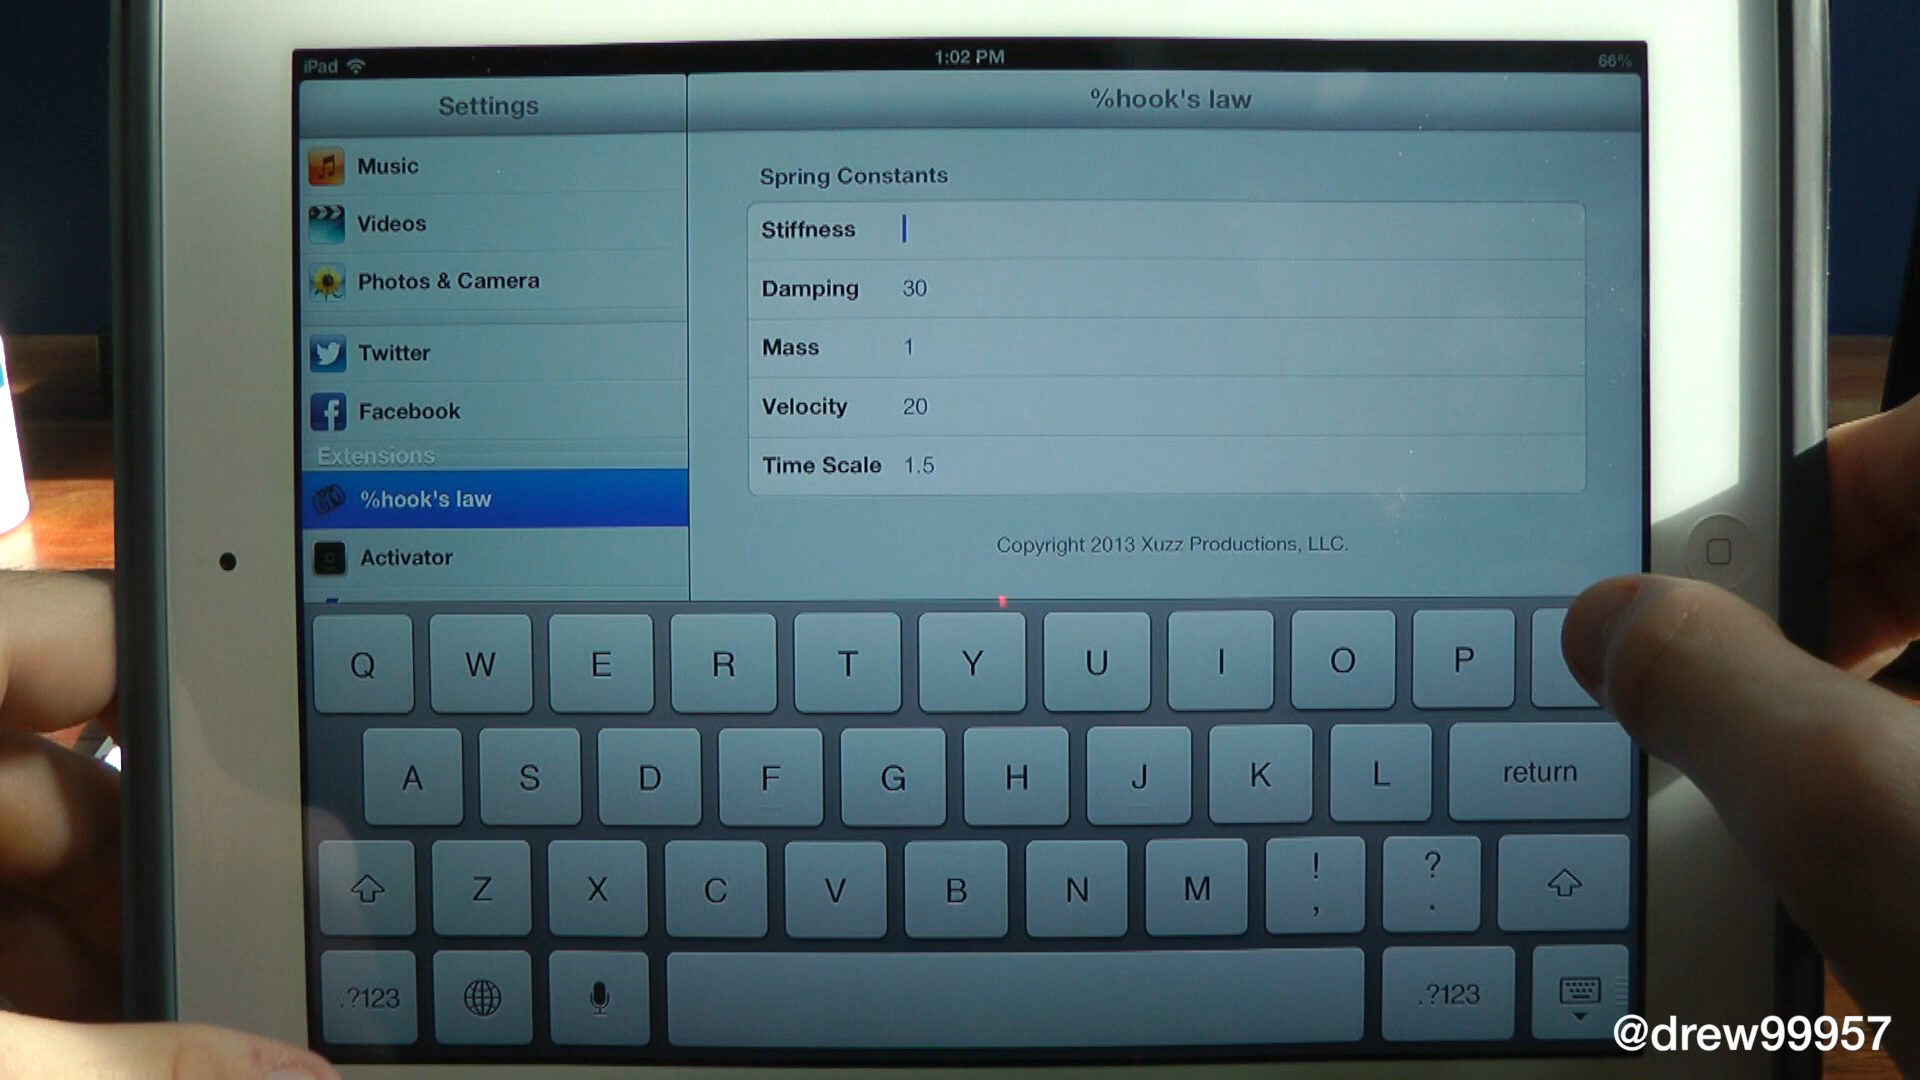 iPad 1:02 PM 66%
Settings
%hook's law
Music
Videos
Photos & Camera
Twitter
Facebook
Extensions
%hook's law
Activator
Spring Constants
Stiffness
Damping 30
Mass 1
Velocity 20
Time Scale 1.5
Copyright 2013 Xuzz Productions, LLC.
Q W E R T Y U I O P
A S D F G H J K L return
Z X C V B N M ! , ? .
.?123 .?123
@drew99957